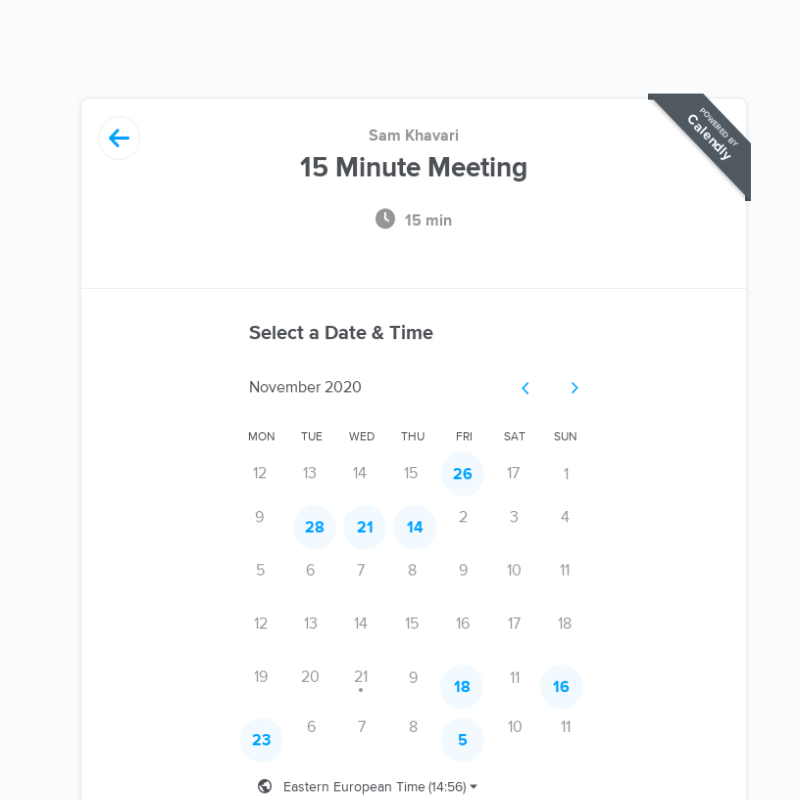 POWERED BY
Calendly
Sam Khavari
15 Minute Meeting
15 min
Select a Date & Time
November 2020
MON TUE WED THU FRI SAT SUN
12 13 14 15 26 17 1
9 28 21 14 2 3 4
5 6 7 8 9 10 11
12 13 14 15 16 17 18
19 20 21 9 18 11 16
23 6 7 8 5 10 11
Eastern European Time (14:56)